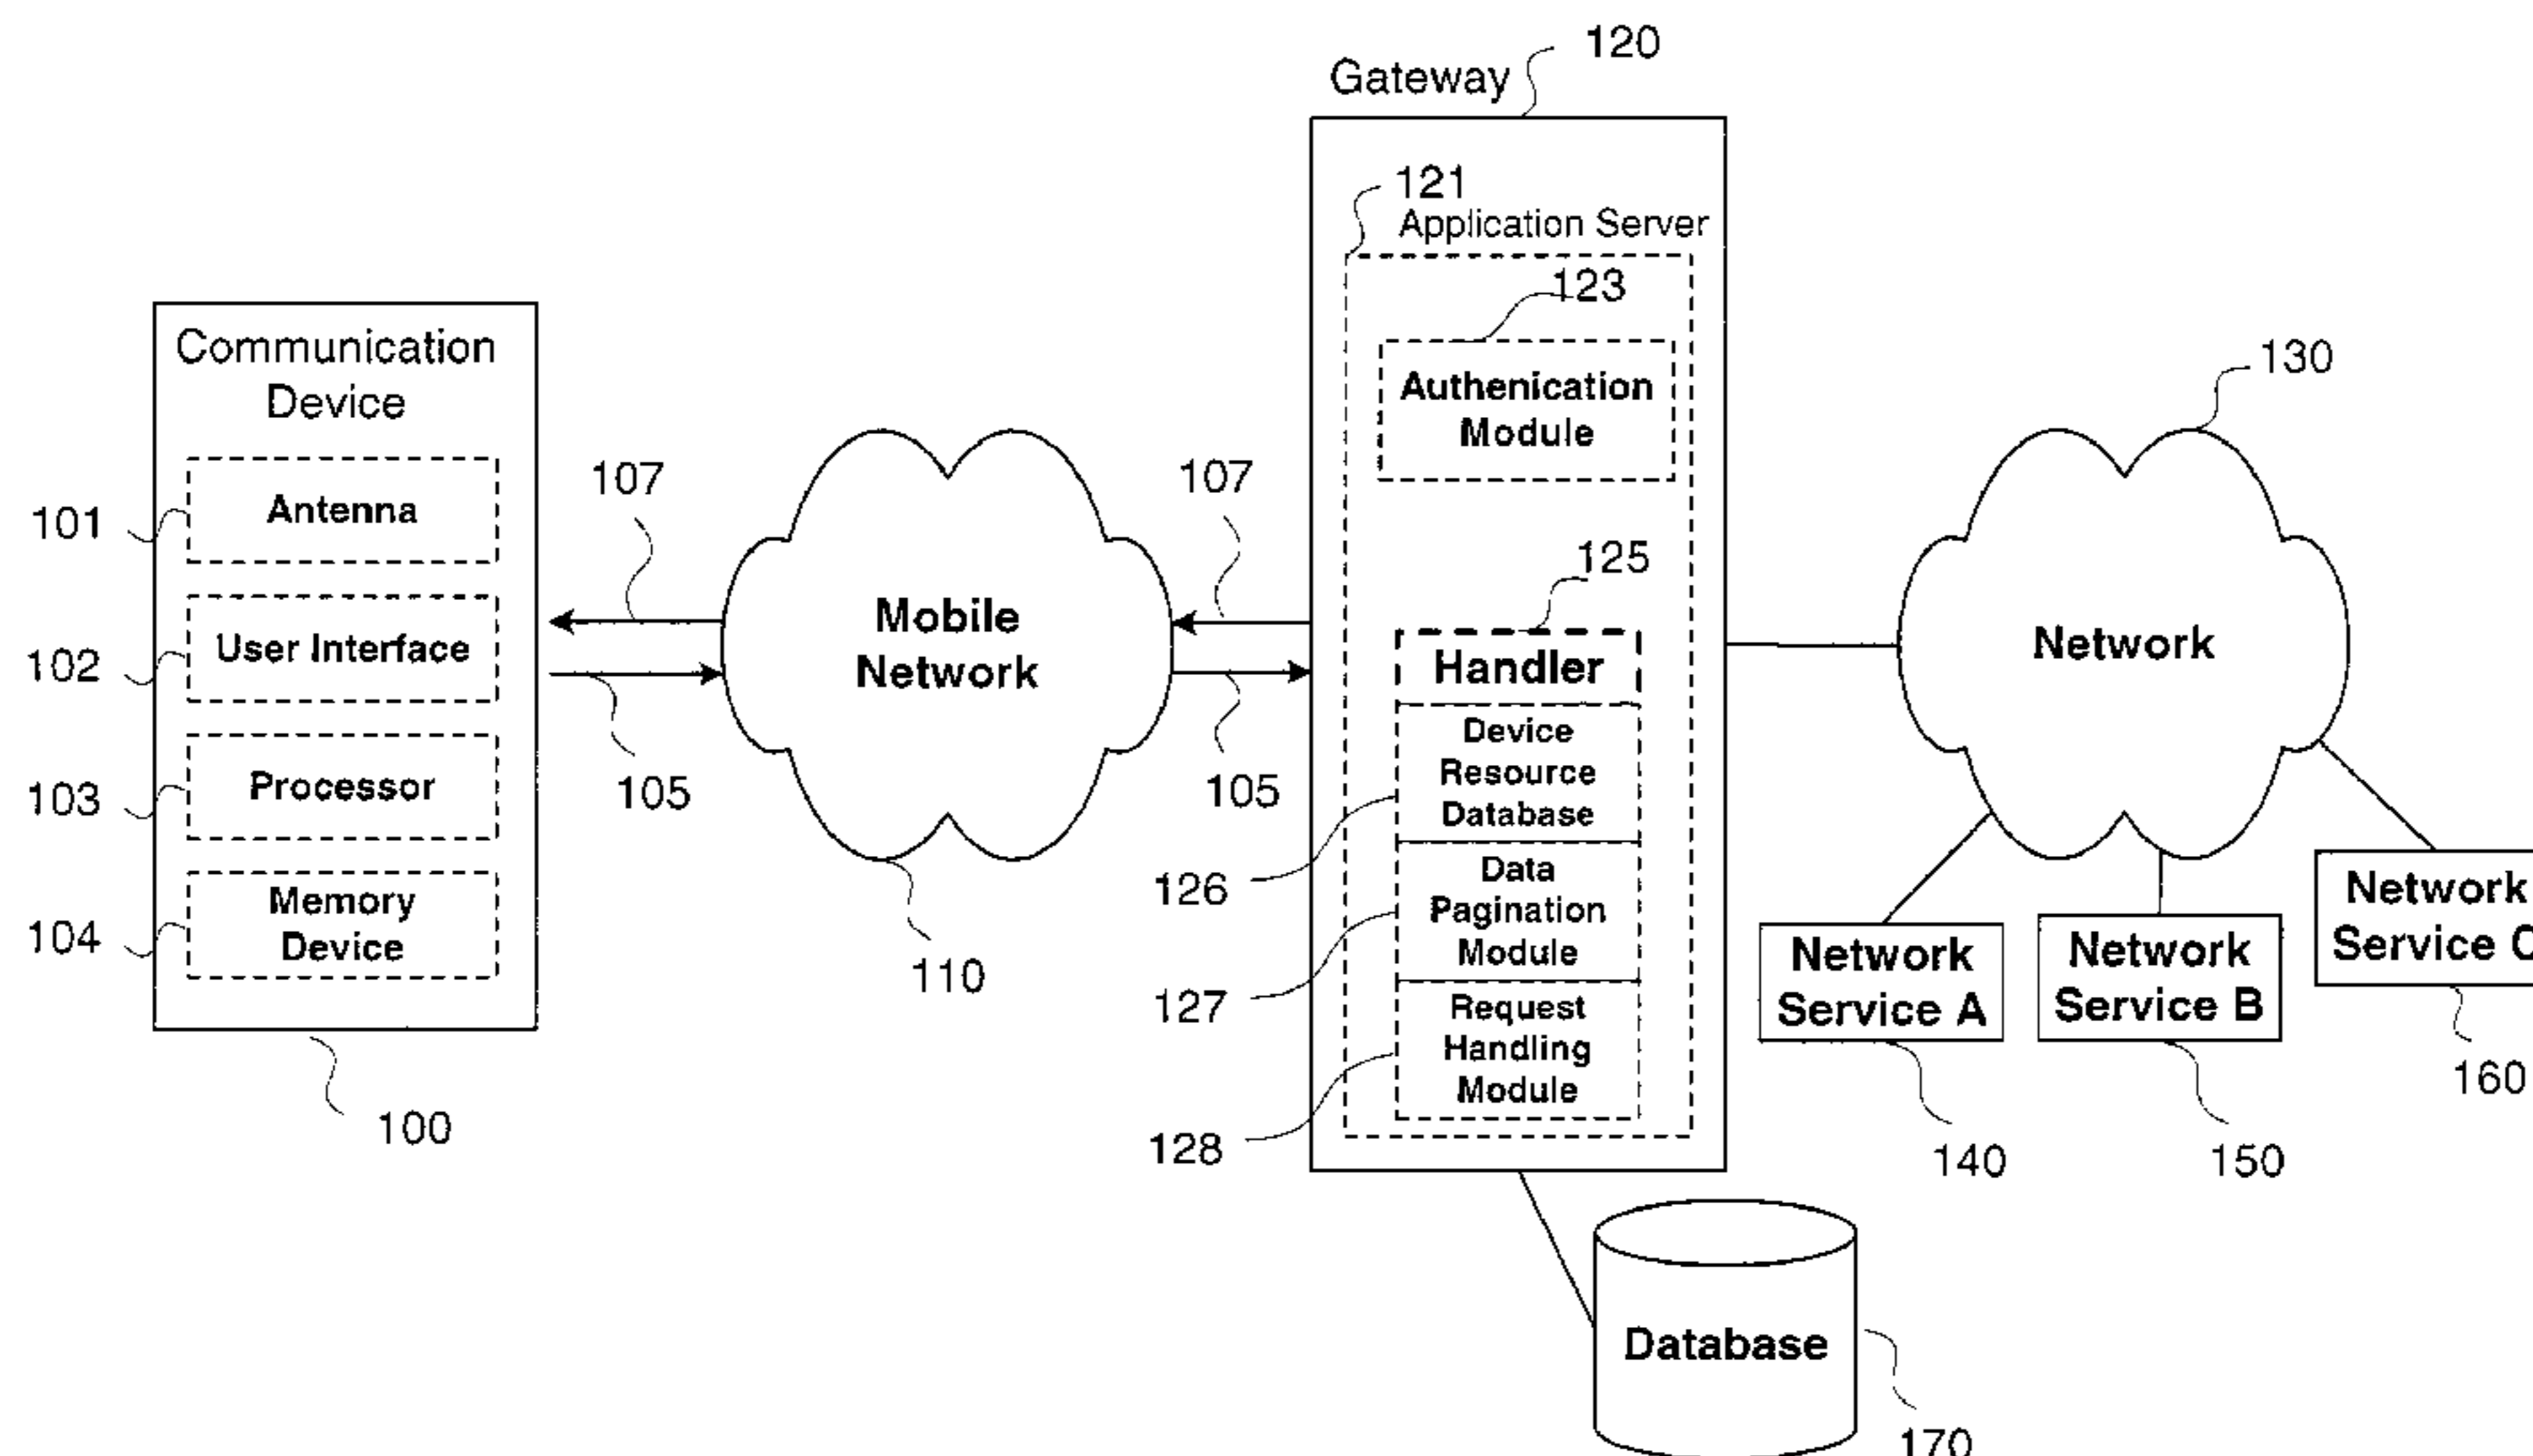 120
Gateway
121
Application Server
123
Authenication
Module
130
Communication
Device
107
107
101
Antenna
125
102
User Interface
Mobile
Network
Handler
Network
103
Processor
105
105
Device
Resource
Database
104
Memory
Device
126
Data
Pagination
Module
110
127
Request
Handling
Module
128
100
Network
Service A
Network
Service B
Network
Service C
140
150
160
Database
170